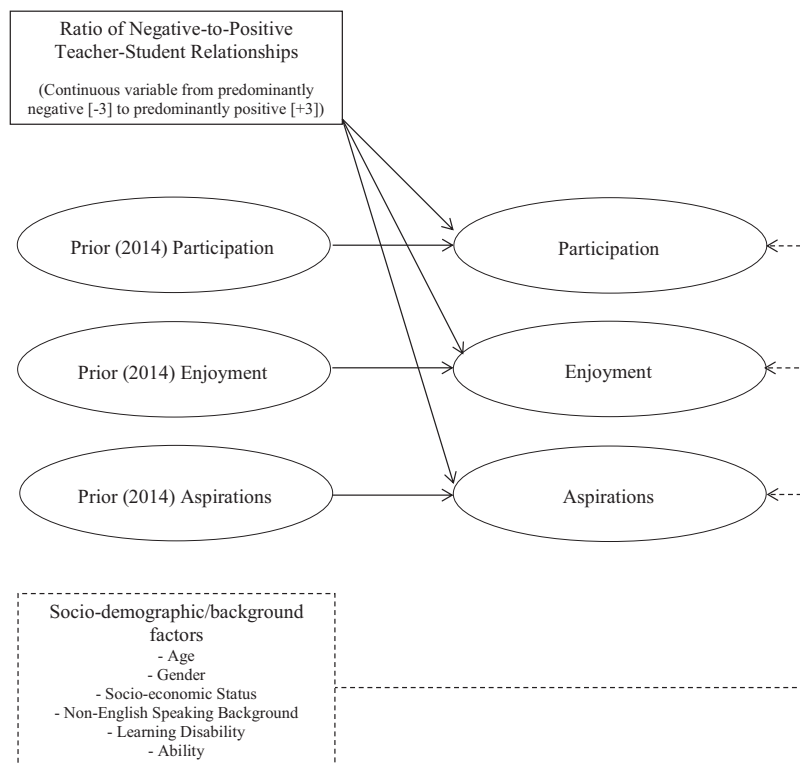 Ratio of Negative-to-Positive
Teacher-Student Relationships
(Continuous variable from predominantly
negative [-3] to predominantly positive [+3])
Prior (2014) Participation
Participation
Prior (2014) Enjoyment
Enjoyment
Prior (2014) Aspirations
Aspirations
Socio-demographic/background
factors
- Age
- Gender
- Socio-economic Status
- Non-English Speaking Background
- Learning Disability
- Ability